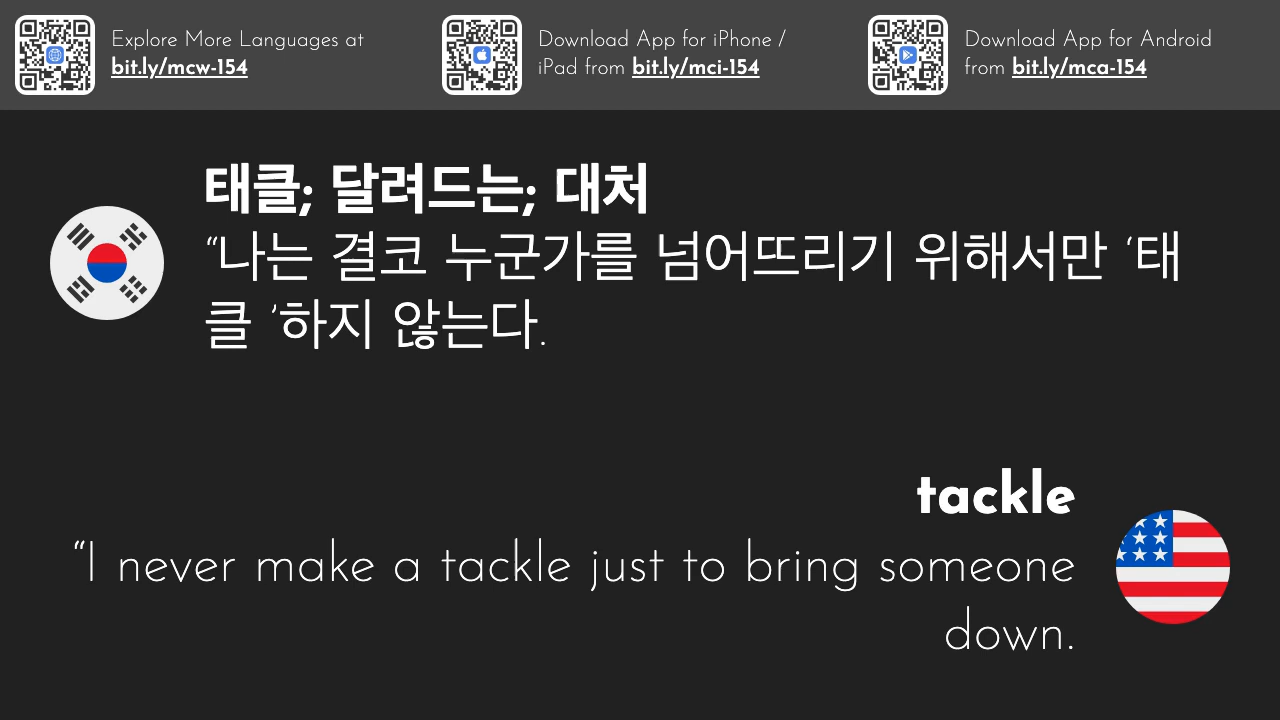 Explore More Languages at
bit.ly/mcw-154
Download App for iPhone /
iPad from bit.ly/mci-154
Download App for Android
from bit.ly/mca-154
태클; 달려드는; 대처
“나는 결코 누군가를 넘어뜨리기 위해서만 ‘태
클 ’하지 않는다.
tackle
“I never make a tackle just to bring someone
down.